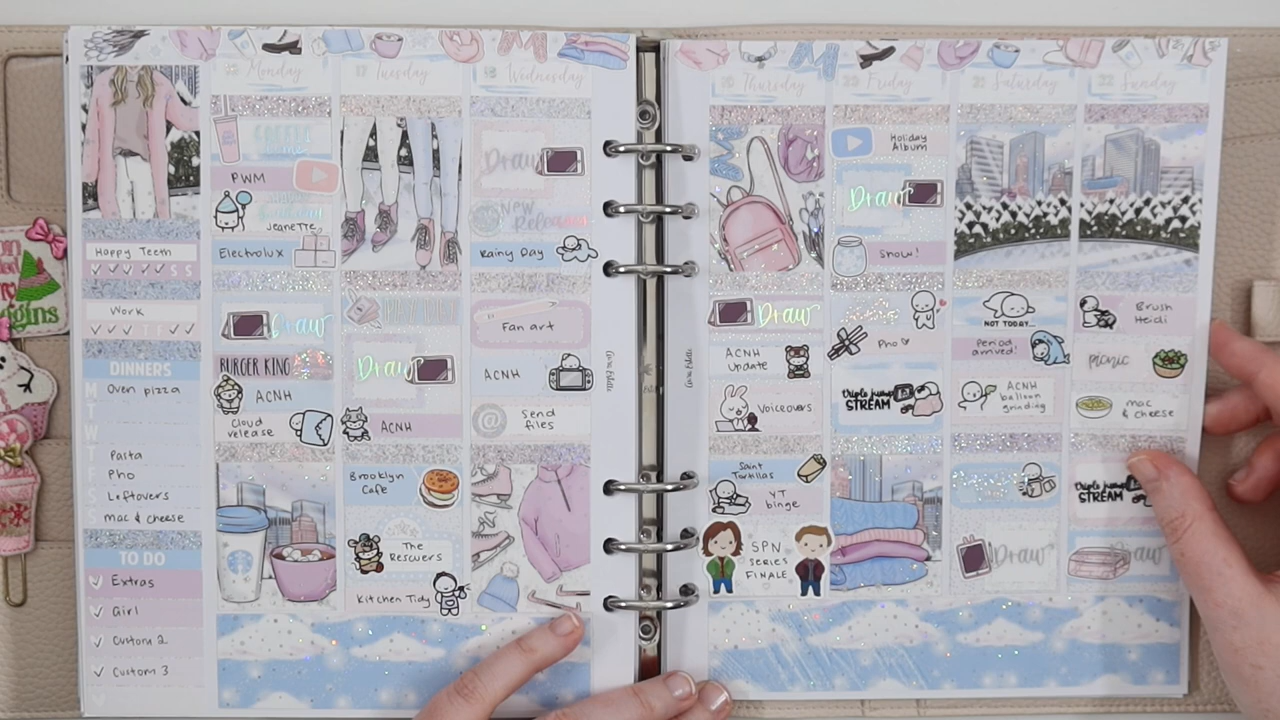 Monday
Tuesday
Wednesday
PWM
Jeanette
Electrolux
Draw
New
Releases
Rainy Day
Happy Teeth
S S
Work
DINNERS
M
T
W
T
F
Oven pizza
Pasta
Pho
Leftovers
mac & cheese
TO DO
Extras
Girl
Custom 2
Custom 3
Draw
BURGER KING
ACNH
Cloud
release
Draw
ACNH
Fan art
ACNH
@
Send
files
Brooklyn
Cafe
The
Rescuers
Kitchen Tidy
Thursday
Friday
Saturday
Sunday
Holiday
Album
Draw
Snow!
Draw
ACNH
Update
Voiceovers
Pho
triple jump
STREAM
NOT TODAY...
Period
arrived!
ACNH
balloon
grinding
Brush
Heidi
picnic
mac
& cheese
Saint
Tortillas
YT
binge
SPN
SERIES
FINALE
Draw
triple jump
STREAM